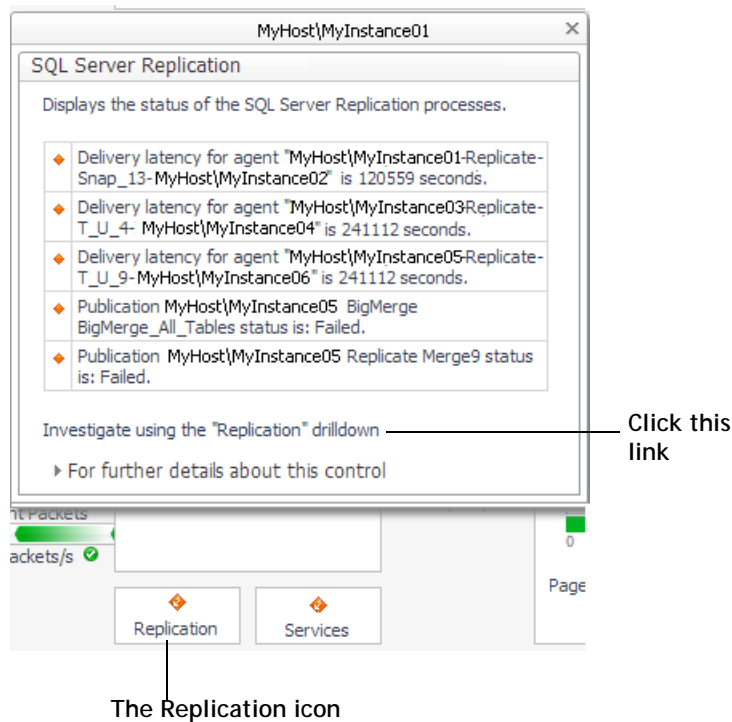 MyHost\MyInstance01
SQL Server Replication
Displays the status of the SQL Server Replication processes.
Delivery latency for agent "MyHost\MyInstance01-Replicate-
Snap_13-MyHost\MyInstance02" is 120559 seconds.
Delivery latency for agent "MyHost\MyInstance03-Replicate-
T_U_4- MyHost\MyInstance04" is 241112 seconds.
Delivery latency for agent "MyHost\MyInstance05-Replicate-
T_U_9-MyHost\MyInstance06" is 241112 seconds.
Publication MyHost\MyInstance05 BigMerge
BigMerge_All_Tables status is: Failed.
Publication MyHost\MyInstance05 Replicate Merge9 status
is: Failed.
Investigate using the "Replication" drilldown
Click this
link
For further details about this control
nt Packets
ackets/s
0
Page
Replication
Services
The Replication icon